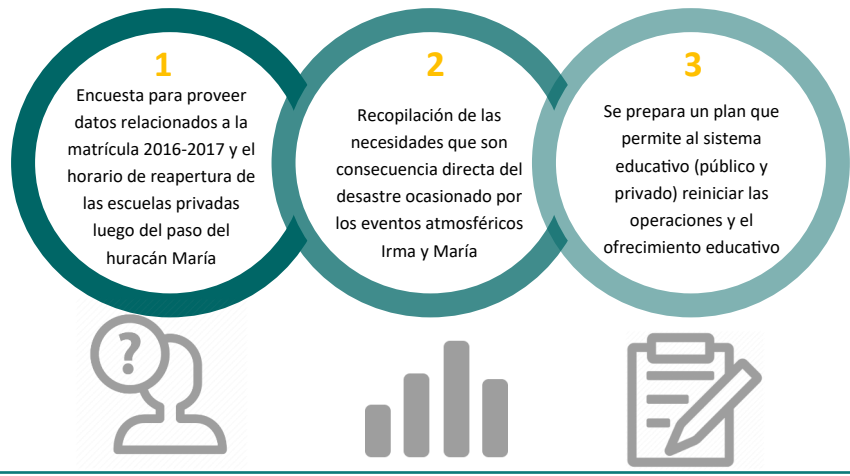 1
Encuesta para proveer
datos relacionados a la
matrícula 2016-2017 y el
horario de reapertura de
las escuelas privadas
luego del paso del
huracán María
2
Recopilación de las
necesidades que son
consecuencia directa del
desastre ocasionado por
los eventos atmosféricos
Irma y María
3
Se prepara un plan que
permite al sistema
educativo (público y
privado) reiniciar las
operaciones y el
ofrecimiento educativo
?